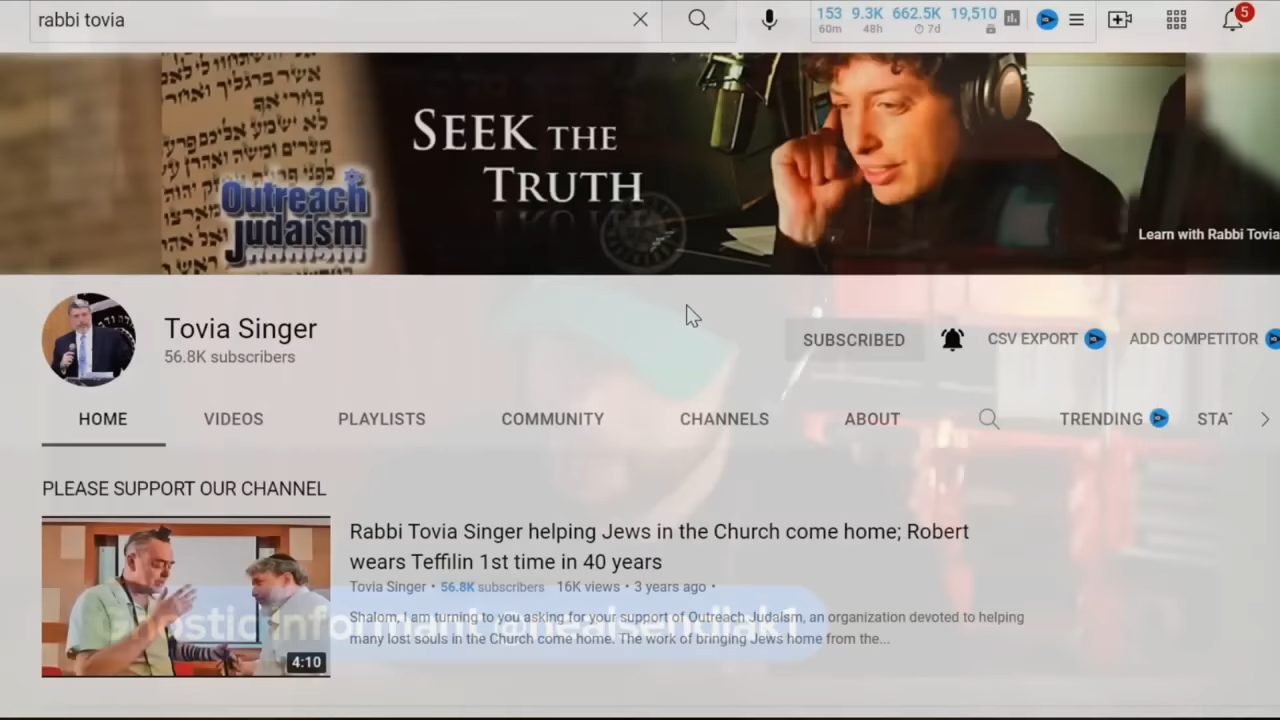 rabbi tovia
153 9.3K 662.5K 19,510
60m 48h 7d
5
SEEK THE
TRUTH
Outreach
Judaism
לא ישמע אליכם פרע
Learn with Rabbi Tovia
Tovia Singer
56.8K subscribers
SUBSCRIBED
CSV EXPORT
ADD COMPETITOR
HOME
VIDEOS
PLAYLISTS
COMMUNITY
CHANNELS
ABOUT
TRENDING
STAT
PLEASE SUPPORT OUR CHANNEL
Rabbi Tovia Singer helping Jews in the Church come home; Robert
wears Teffilin 1st time in 40 years
Tovia Singer • 56.8K subscribers 16K views • 3 years ago •
Shalom, I am turning to you asking for your support of Outreach Judaism, an organization devoted to helping
many lost souls in the Church come home. The work of bringing Jews home from the...
4:10